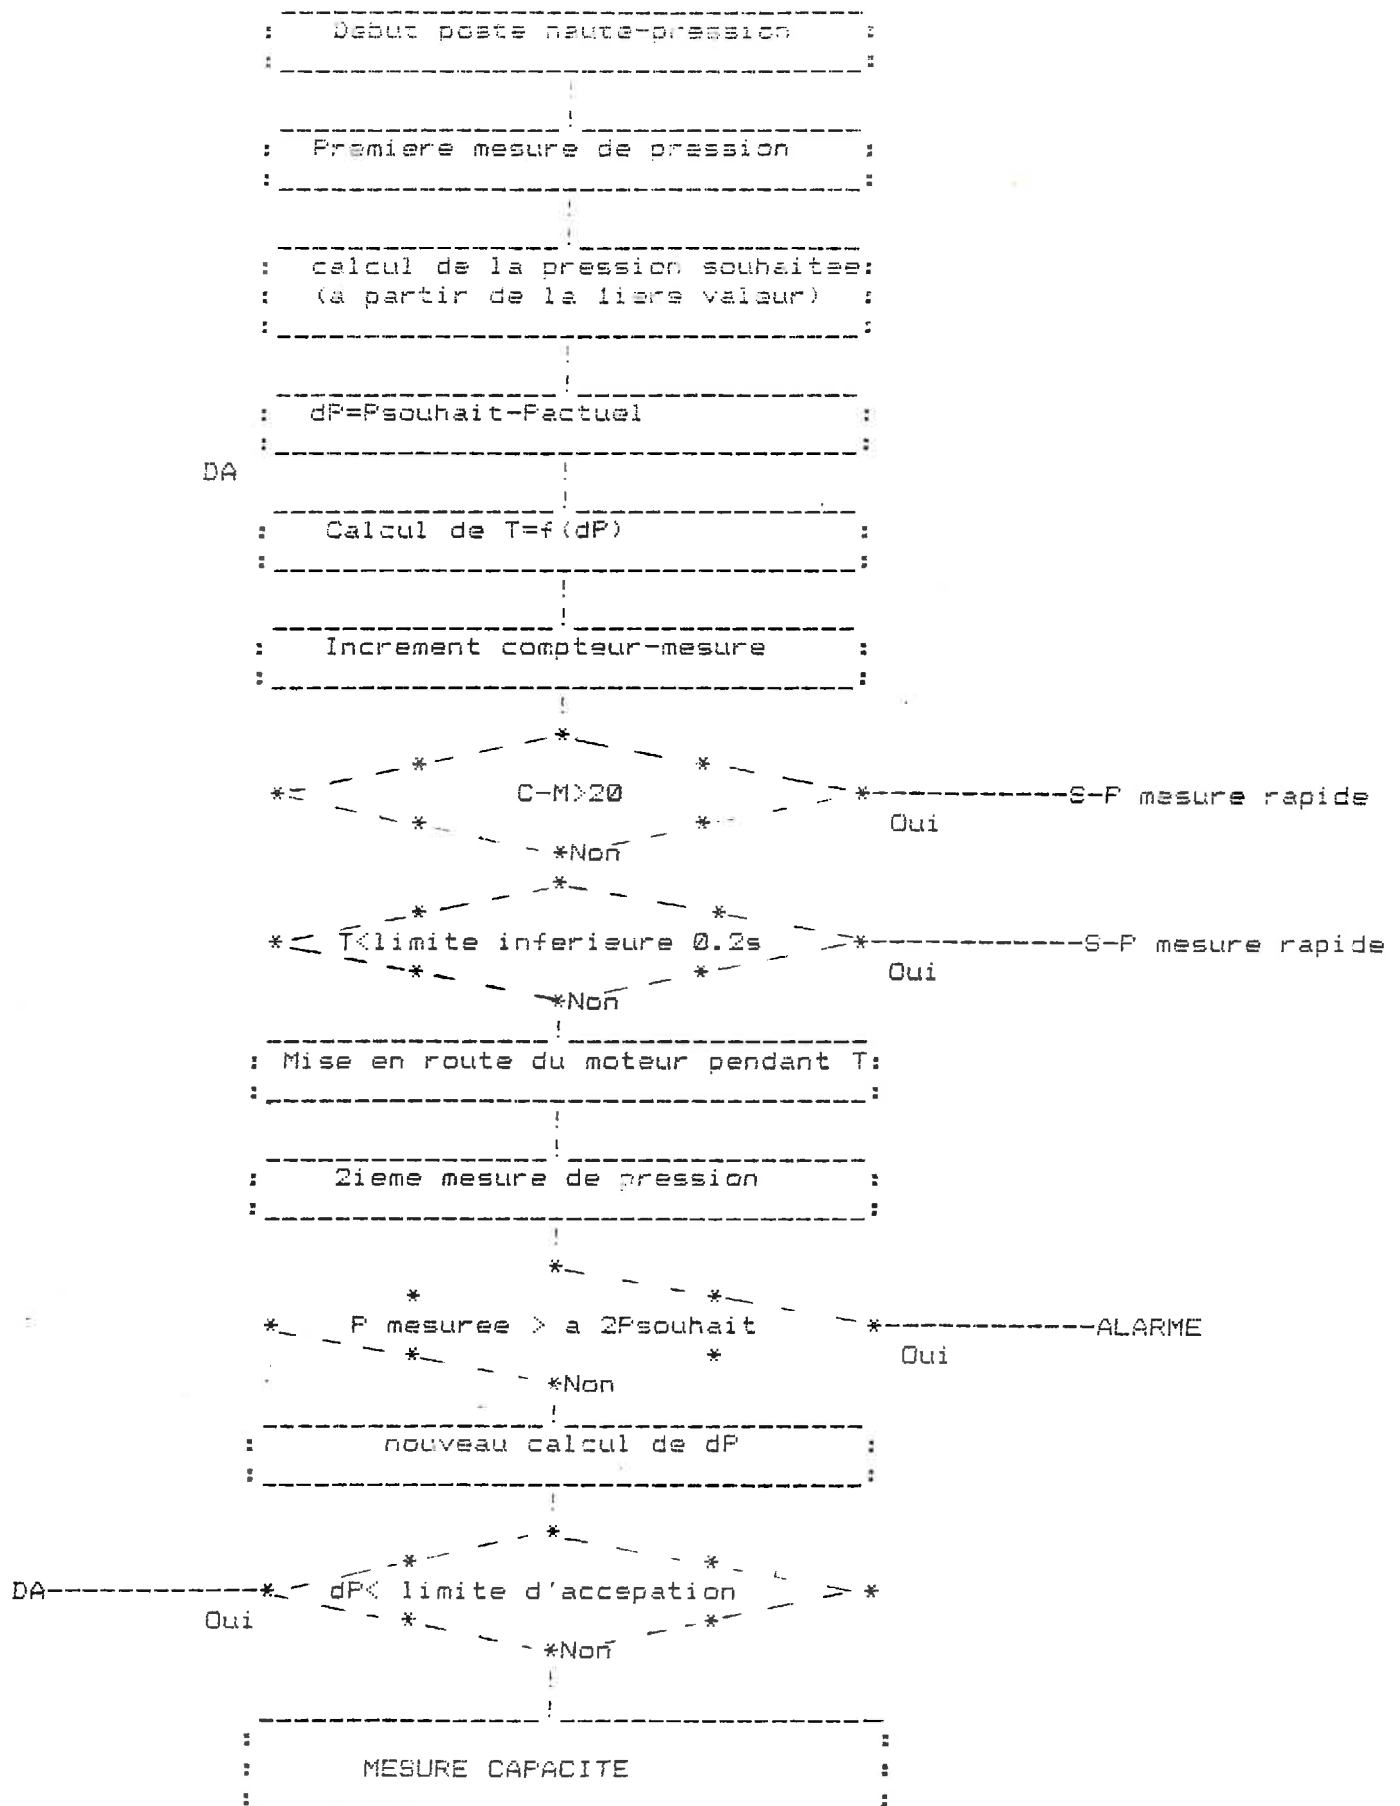 Debut poste haute-pression
Premiere mesure de pression
calcul de la pression souhaitee
(a partir de la 1iere valeur)
dP=Psouhait-Pactuel
DA
Calcul de T=f(dP)
Increment compteur-mesure
C-M>20
S-P mesure rapide
Oui
Non
T<limite inferieure 0.2s
S-P mesure rapide
Oui
Non
Mise en route du moteur pendant T
2ieme mesure de pression
P mesuree > a 2Psouhait
ALARME
Oui
Non
nouveau calcul de dP
DA
dP< limite d'accepation
Oui
Non
MESURE CAPACITE